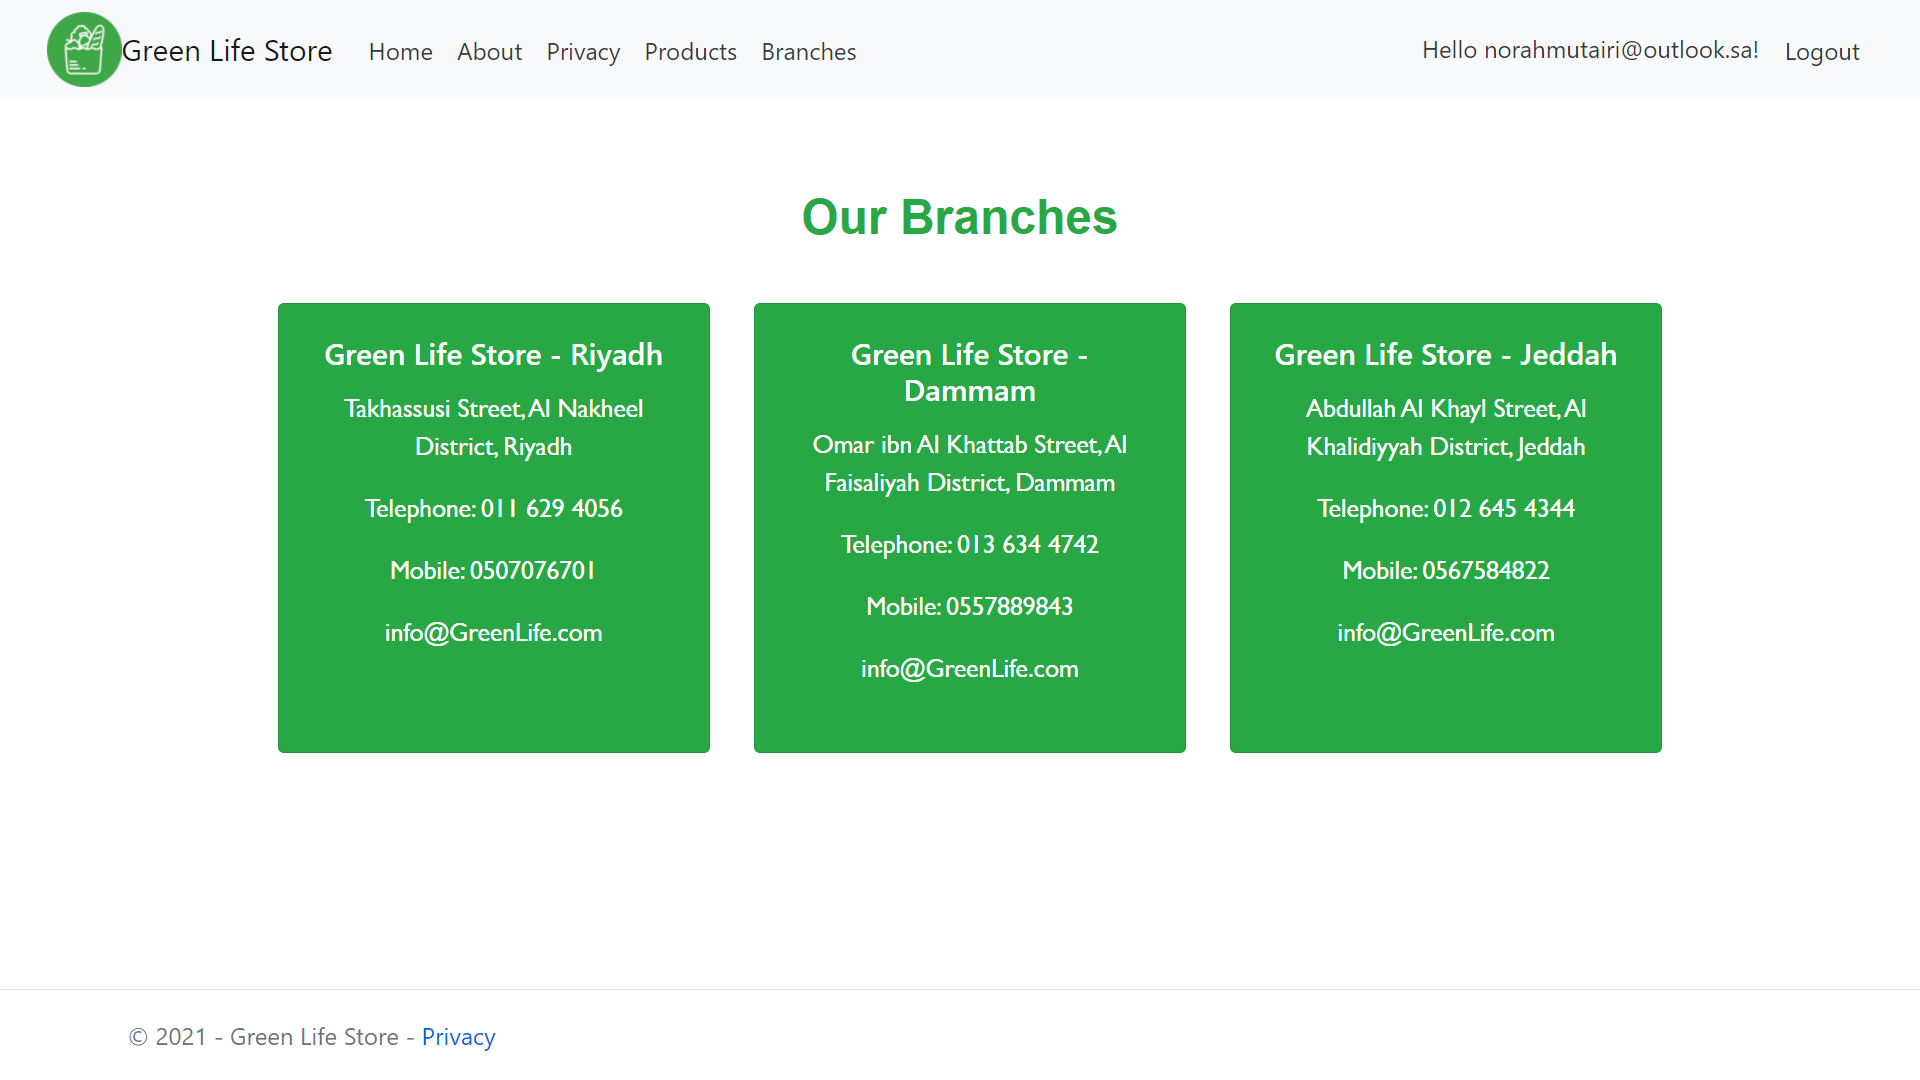 Green Life Store Home About Privacy Products Branches Hello norahmutairi@outlook.sa! Logout
Our Branches
Green Life Store - Riyadh
Takhassusi Street, Al Nakheel
District, Riyadh
Telephone: 011 629 4056
Mobile: 0507076701
info@GreenLife.com
Green Life Store -
Dammam
Omar ibn Al Khattab Street, Al
Faisaliyah District, Dammam
Telephone: 013 634 4742
Mobile: 0557889843
info@GreenLife.com
Green Life Store - Jeddah
Abdullah Al Khayl Street, Al
Khalidiyyah District, Jeddah
Telephone: 012 645 4344
Mobile: 0567584822
info@GreenLife.com
© 2021 - Green Life Store - Privacy